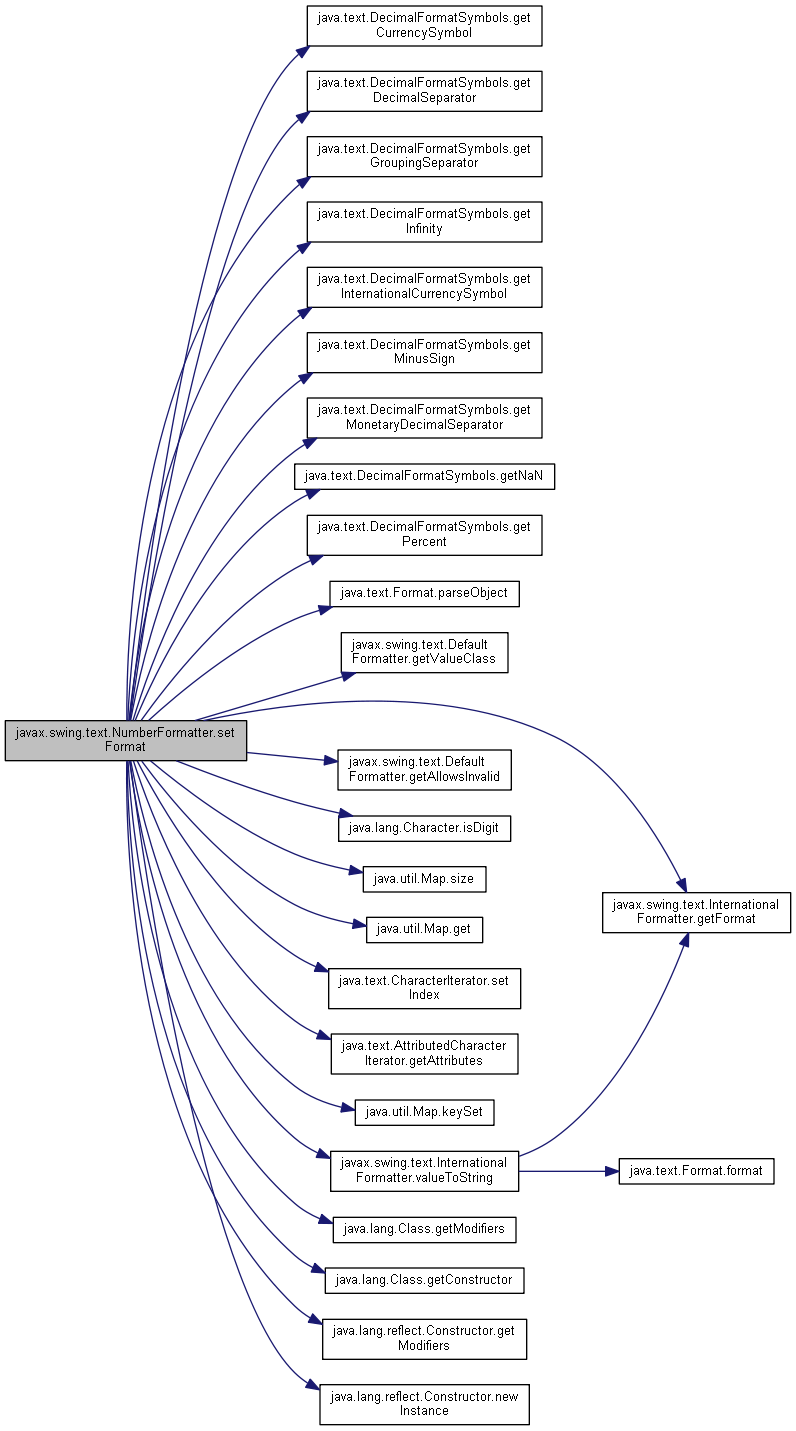 java.text.DecimalFormatSymbols.get
CurrencySymbol
java.text.DecimalFormatSymbols.get
DecimalSeparator
java.text.DecimalFormatSymbols.get
GroupingSeparator
java.text.DecimalFormatSymbols.get
Infinity
java.text.DecimalFormatSymbols.get
InternationalCurrencySymbol
java.text.DecimalFormatSymbols.get
MinusSign
java.text.DecimalFormatSymbols.get
MonetaryDecimalSeparator
java.text.DecimalFormatSymbols.getNaN
java.text.DecimalFormatSymbols.get
Percent
java.text.Format.parseObject
javax.swing.text.Default
Formatter.getValueClass
javax.swing.text.NumberFormatter.set
Format
javax.swing.text.Default
Formatter.getAllowsInvalid
java.lang.Character.isDigit
java.util.Map.size
javax.swing.text.International
Formatter.getFormat
java.util.Map.get
java.text.CharacterIterator.set
Index
java.text.AttributedCharacter
Iterator.getAttributes
java.util.Map.keySet
javax.swing.text.International
Formatter.valueToString
java.text.Format.format
java.lang.Class.getModifiers
java.lang.Class.getConstructor
java.lang.reflect.Constructor.get
Modifiers
java.lang.reflect.Constructor.new
Instance